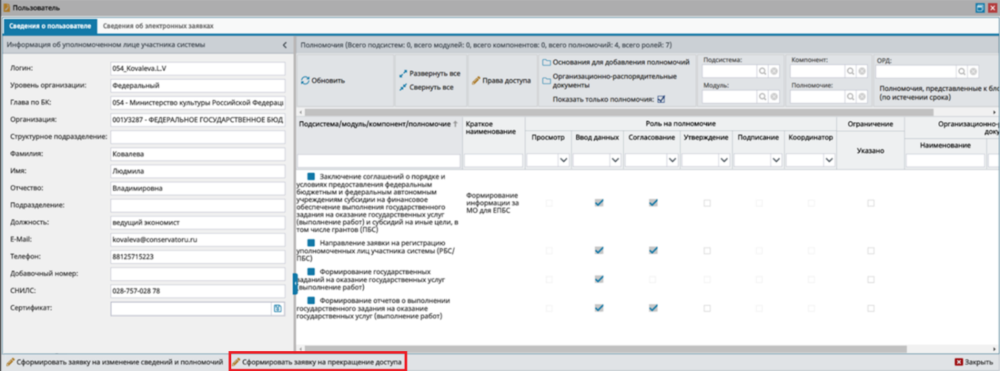 Пользователь
Сведения о пользователе
Сведения об электронных заявках
Информация об уполномоченном лице участника системы
Логин: 054_Kovaleva.L.V
Уровень организации: Федеральный
Глава по БК: 054 - Министерство культуры Российской Федерац
Организация: 001У3287 - ФЕДЕРАЛЬНОЕ ГОСУДАРСТВЕННОЕ БЮД
Структурное подразделение:
Фамилия: Ковалева
Имя: Людмила
Отчество: Владимировна
Подразделение:
Должность: ведущий экономист
E-Mail: kovaleva@conservatoru.ru
Телефон: 88125715223
Добавочный номер:
СНИЛС: 028-757-028 78
Сертификат:
Полномочия (Всего подсистем: 0, всего модулей: 0, всего компонентов: 0, всего полномочий: 4, всего ролей: 7)
Обновить
Развернуть все
Свернуть все
Права доступа
Основания для добавления полномочий
Организационно-распорядительные
документы
Показать только полномочия:
Подсистема:
Модуль:
Компонент:
Полномочие:
ОРД:
Полномочия, представленные к бло
(по истечении срока)
Подсистема/модуль/компонент/полномочие
Краткое
наименование
Роль на полномочие
Просмотр
Ввод данных
Согласование
Утверждение
Подписание
Координатор
Ограничение
Указано
Организационно-р
доку
Наименование
Заключение соглашений о порядке и
условиях предоставления федеральным
бюджетным и федеральным автономным
учреждениям субсидии на финансовое
обеспечение выполнения государственного
задания на оказание государственных услуг
(выполнение работ) и субсидий на иные цели, в
том числе грантов (ПБС)
Формирование
информации за
МО для ЕПБС
Направление заявки на регистрацию
уполномоченных лиц участника системы (РБС/
ПБС)
Формирование государственных
заданий на оказание государственных услуг
(выполнение работ)
Формирование отчетов о выполнении
государственного задания на оказание
государственных услуг (выполнение работ)
Сформировать заявку на изменение сведений и полномочий
Сформировать заявку на прекращение доступа
Закрыть